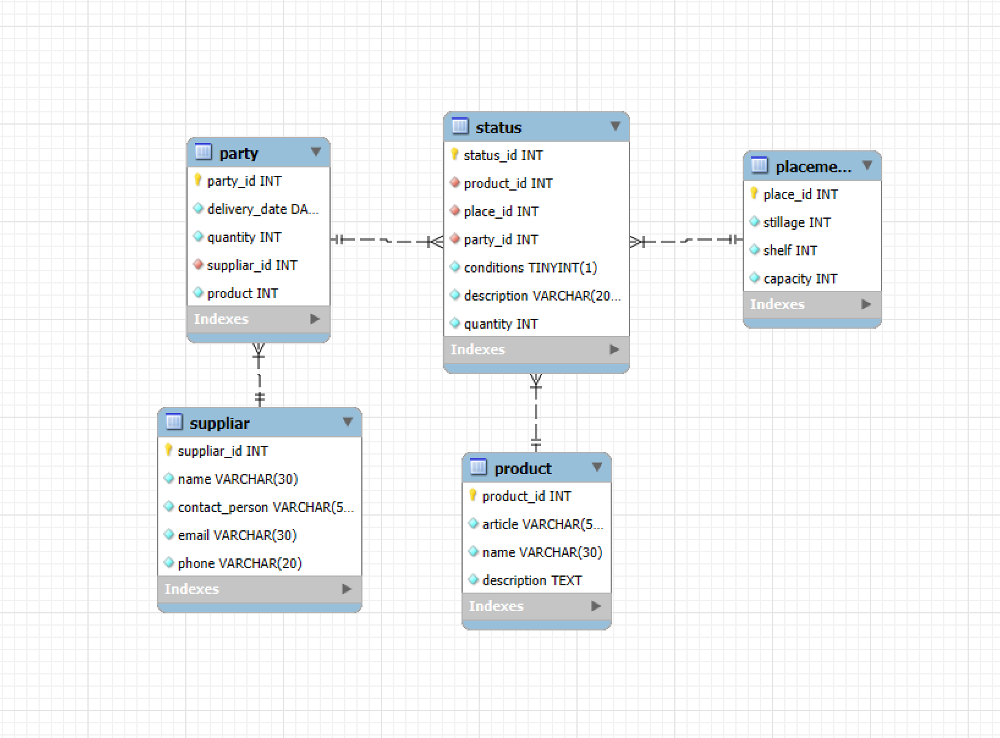 party
party_id INT
delivery_date DA...
quantity INT
suppliar_id INT
product INT
Indexes
status
status_id INT
product_id INT
place_id INT
party_id INT
conditions TINYINT(1)
description VARCHAR(20...
quantity INT
Indexes
placeme...
place_id INT
stillage INT
shelf INT
capacity INT
Indexes
suppliar
suppliar_id INT
name VARCHAR(30)
contact_person VARCHAR(5...
email VARCHAR(30)
phone VARCHAR(20)
Indexes
product
product_id INT
article VARCHAR(5...
name VARCHAR(30)
description TEXT
Indexes